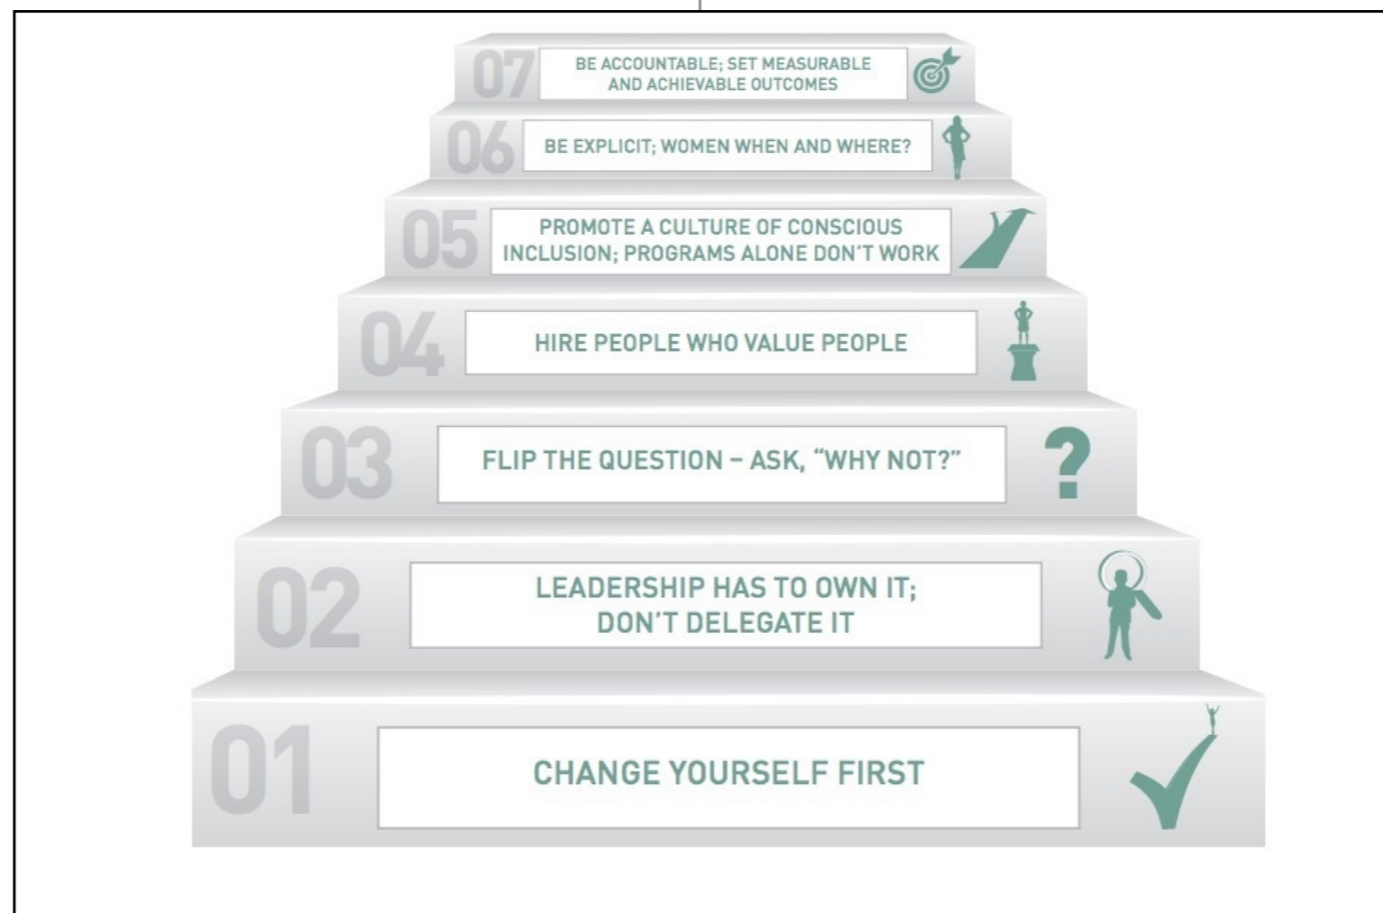 07
BE ACCOUNTABLE; SET MEASURABLE
AND ACHIEVABLE OUTCOMES
06
BE EXPLICIT; WOMEN WHEN AND WHERE?
05
PROMOTE A CULTURE OF CONSCIOUS
INCLUSION; PROGRAMS ALONE DON'T WORK
04
HIRE PEOPLE WHO VALUE PEOPLE
03
FLIP THE QUESTION – ASK, “WHY NOT?”
?
02
LEADERSHIP HAS TO OWN IT;
DON'T DELEGATE IT
01
CHANGE YOURSELF FIRST